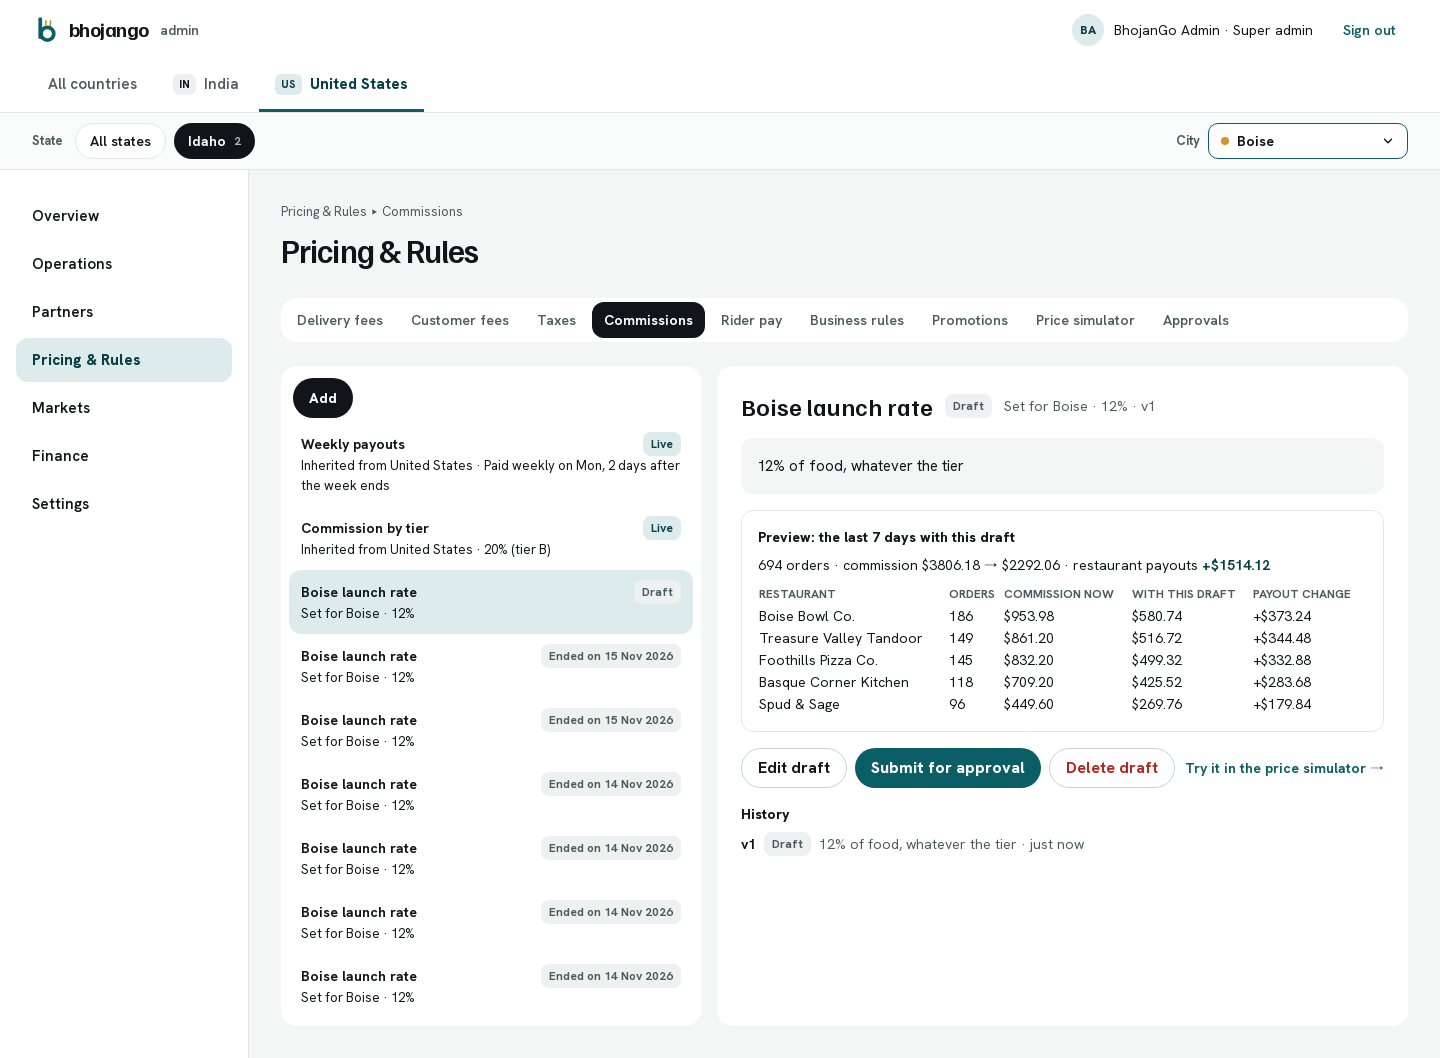 bhojango admin
BA BhojanGo Admin · Super admin Sign out
All countries IN India US United States
State All states Idaho 2 City Boise
Overview
Operations
Partners
Pricing & Rules
Markets
Finance
Settings
Pricing & Rules ▸ Commissions
Pricing & Rules
Delivery fees Customer fees Taxes Commissions Rider pay Business rules Promotions Price simulator Approvals
Add
Weekly payouts Live
Inherited from United States · Paid weekly on Mon, 2 days after
the week ends
Commission by tier Live
Inherited from United States · 20% (tier B)
Boise launch rate Draft
Set for Boise · 12%
Boise launch rate Ended on 15 Nov 2026
Set for Boise · 12%
Boise launch rate Ended on 15 Nov 2026
Set for Boise · 12%
Boise launch rate Ended on 14 Nov 2026
Set for Boise · 12%
Boise launch rate Ended on 14 Nov 2026
Set for Boise · 12%
Boise launch rate Ended on 14 Nov 2026
Set for Boise · 12%
Boise launch rate Ended on 14 Nov 2026
Set for Boise · 12%
Boise launch rate Draft Set for Boise · 12% · v1
12% of food, whatever the tier
Preview: the last 7 days with this draft
694 orders · commission $3806.18 → $2292.06 · restaurant payouts +$1514.12
RESTAURANT ORDERS COMMISSION NOW WITH THIS DRAFT PAYOUT CHANGE
Boise Bowl Co. 186 $953.98 $580.74 +$373.24
Treasure Valley Tandoor 149 $861.20 $516.72 +$344.48
Foothills Pizza Co. 145 $832.20 $499.32 +$332.88
Basque Corner Kitchen 118 $709.20 $425.52 +$283.68
Spud & Sage 96 $449.60 $269.76 +$179.84
Edit draft Submit for approval Delete draft Try it in the price simulator →
History
v1 Draft 12% of food, whatever the tier · just now